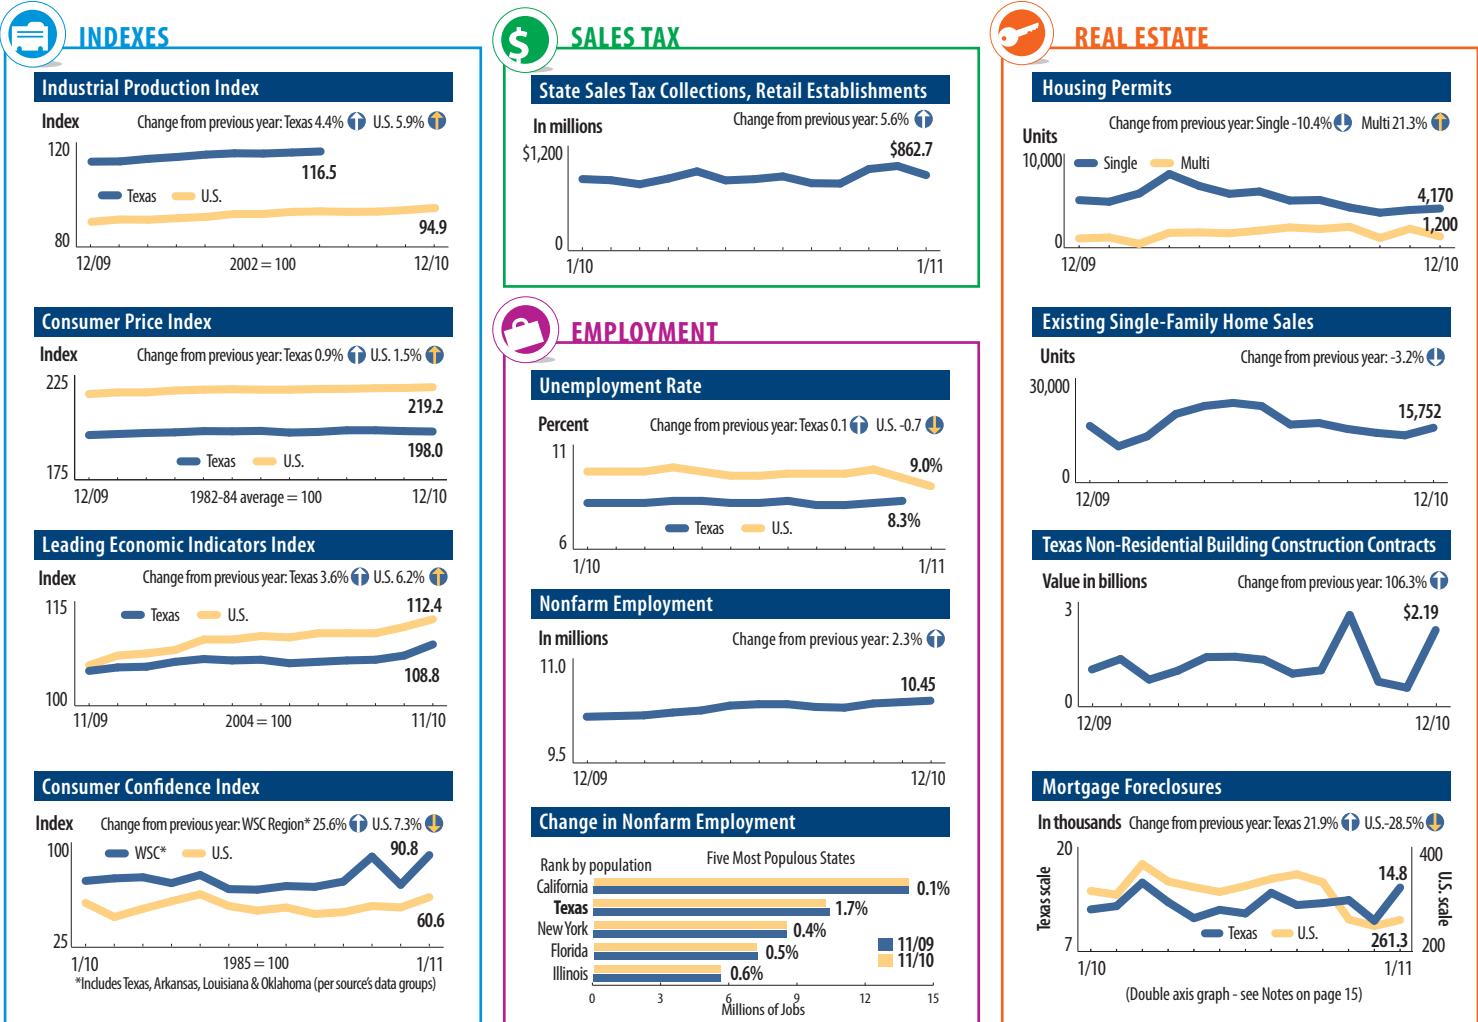 INDEXES
Industrial Production Index
Index
Change from previous year: Texas 4.4% U.S. 5.9%
120
116.5
Texas U.S.
94.9
80
12/09 2002 = 100 12/10
Consumer Price Index
Index
Change from previous year: Texas 0.9% U.S. 1.5%
225
219.2
198.0
Texas U.S.
175
12/09 1982-84 average = 100 12/10
Leading Economic Indicators Index
Index
Change from previous year: Texas 3.6% U.S. 6.2%
115
112.4
Texas U.S.
108.8
100
11/09 2004 = 100 11/10
Consumer Confidence Index
Index
Change from previous year: WSC Region* 25.6% U.S. 7.3%
100
WSC* U.S.
90.8
60.6
25
1/10 1985 = 100 1/11
*Includes Texas, Arkansas, Louisiana & Oklahoma (per source's data groups)
$
SALES TAX
State Sales Tax Collections, Retail Establishments
In millions
Change from previous year: 5.6%
$1,200
$862.7
0
1/10 1/11
EMPLOYMENT
Unemployment Rate
Percent
Change from previous year: Texas 0.1 U.S. -0.7
11
9.0%
8.3%
Texas U.S.
6
1/10 1/11
Nonfarm Employment
In millions
Change from previous year: 2.3%
11.0
10.45
9.5
12/09 12/10
Change in Nonfarm Employment
Rank by population
Five Most Populous States
California 0.1%
Texas 1.7%
New York 0.4%
Florida 0.5%
Illinois 0.6%
11/09
11/10
0 3 6 9 12 15
Millions of Jobs
REAL ESTATE
Housing Permits
Units
Change from previous year: Single -10.4% Multi 21.3%
10,000
Single Multi
4,170
1,200
0
12/09 12/10
Existing Single-Family Home Sales
Units
Change from previous year: -3.2%
30,000
15,752
0
12/09 12/10
Texas Non-Residential Building Construction Contracts
Value in billions
Change from previous year: 106.3%
3
$2.19
0
12/09 12/10
Mortgage Foreclosures
In thousands Change from previous year: Texas 21.9% U.S.-28.5%
20 400
Texas scale
U.S. scale
14.8
Texas U.S.
261.3
7 200
1/10 1/11
(Double axis graph - see Notes on page 15)